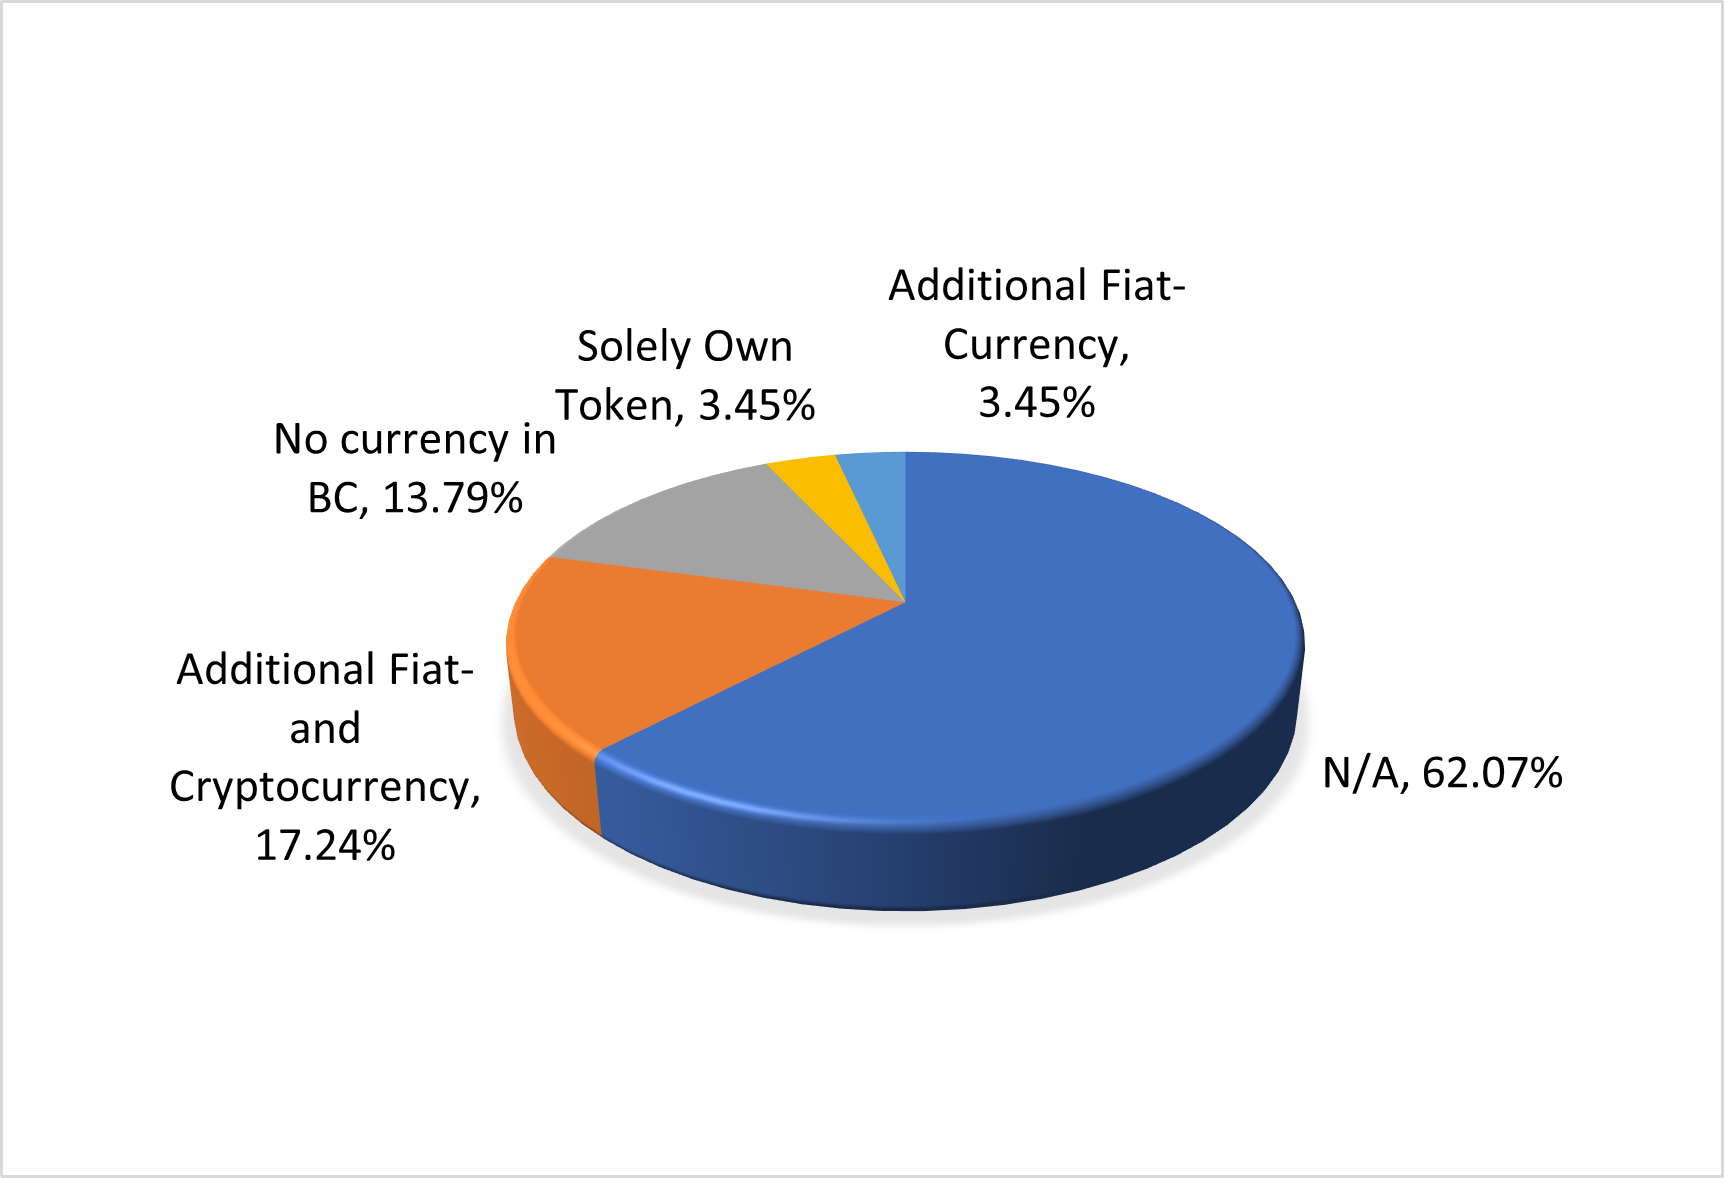 Additional Fiat-
Currency,
3.45%
Solely Own
Token, 3.45%
No currency in
BC, 13.79%
Additional Fiat-
and
Cryptocurrency,
17.24%
N/A, 62.07%